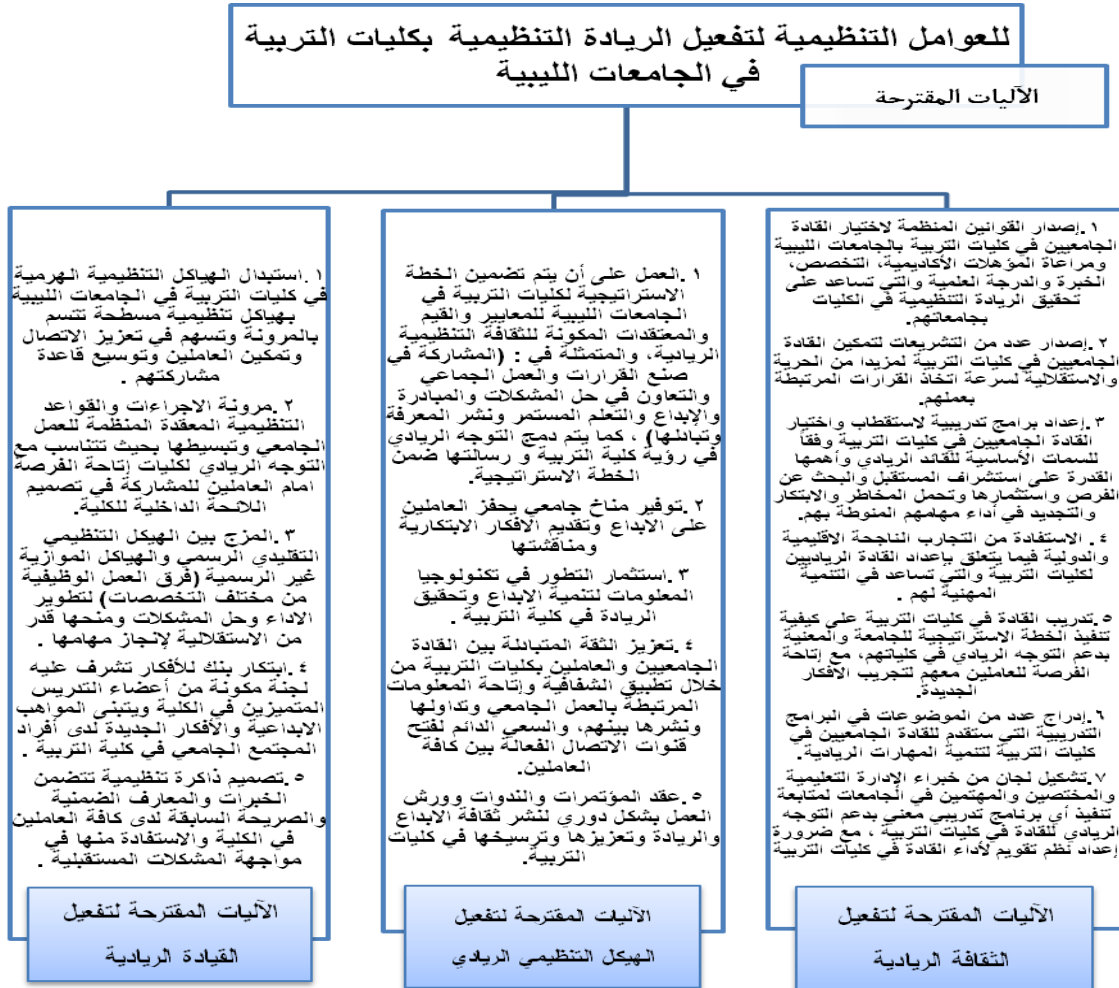 للعوامل التنظيمية لتفعيل الريادة التنظيمية بكليات التربية
في الجامعات الليبية
الآليات المقترحة
١.إصدار القوانين المنظمة لاختيار القادة
الجامعيين في كليات التربية بالجامعات الليبية
ومراعاة المؤهلات الأكاديمية، التخصص،
الخبرة والدرجة العلمية والتي تساعد على
تحقيق الريادة التنظيمية في الكليات
بجامعاتهم.
٢.إصدار عدد من التشريعات لتمكين القادة
الجامعيين في كليات التربية لمزيدا من الحرية
والاستقلالية لسرعة اتخاذ القرارات المرتبطة
بعملهم.
٣.إعداد برامج تدريبية لاستقطاب واختيار
القادة الجامعيين في كليات التربية وفقاً
للسمات الأساسية للقائد الريادي وأهمها
القدرة على استشراف المستقبل والبحث عن
الفرص واستثمارها وتحمل المخاطر والابتكار
والتجديد في أداء مهامهم المنوطة بهم.
٤. الاستفادة من التجارب الناجحة الاقليمية
والدولية فيما يتعلق بإعداد القادة الرياديين
لكليات التربية والتي تساعد في التنمية
المهنية لهم .
٥.تدريب القادة في كليات التربية على كيفية
تنفيذ الخطة الاستراتيجية للجامعة والمعنية
بدعم التوجه الريادي في كلياتهم، مع إتاحة
الفرصة للعاملين معهم لتجريب الافكار
الجديدة.
٦.إدراج عدد من الموضوعات في البرامج
التدريبية التي ستقدم للقادة الجامعيين في
كليات التربية لتنمية المهارات الريادية.
٧.تشكيل لجان من خبراء الإدارة التعليمية
والمختصين والمهتمين في الجامعات لمتابعة
تنفيذ أي برنامج تدريبي معني بدعم التوجه
الريادي للقادة في كليات التربية ، مع ضرورة
إعداد نظم تقويم لأداء القادة في كليات التربية
الآليات المقترحة لتفعيل
الثقافة الريادية
١ .العمل على أن يتم تضمين الخطة
الاستراتيجية لكليات التربية في
الجامعات الليبية للمعايير والقيم
والمعتقدات المكونة للثقافة التنظيمية
الريادية، والمتمثلة في : (المشاركة في
صنع القرارات والعمل الجماعي
والتعاون في حل المشكلات والمبادرة
والإبداع والتعلم المستمر ونشر المعرفة
وتبادلها) ، كما يتم دمج التوجه الريادي
في رؤية كلية التربية و رسالتها ضمن
الخطة الاستراتيجية.
٢ .توفير مناخ جامعي يحفز العاملين
على الابداع وتقديم الافكار الابتكارية
ومناقشتها
٣ .استثمار التطور في تكنولوجيا
المعلومات لتنمية الابداع وتحقيق
الريادة في كلية التربية .
٤ .تعزيز الثقة المتبادلة بين القادة
الجامعيين والعاملين بكليات التربية من
خلال تطبيق الشفافية وإتاحة المعلومات
المرتبطة بالعمل الجامعي وتداولها
ونشرها بينهم، والسعي الدائم لفتح
قنوات الاتصال الفعالة بين كافة
العاملين.
٥ .عقد المؤتمرات والندوات وورش
العمل بشكل دوري لنشر ثقافة الابداع
والريادة وتعزيزها وترسيخها في كليات
التربية.
الآليات المقترحة لتفعيل
الهيكل التنظيمي الريادي
١ .استبدال الهياكل التنظيمية الهرمية
في كليات التربية في الجامعات الليبية
بهياكل تنظيمية مسطحة تتسم
بالمرونة وتسهم في تعزيز الاتصال
وتمكين العاملين وتوسيع قاعدة
مشاركتهم .
٢ .مرونة الاجراءات والقواعد
التنظيمية المعقدة المنظمة للعمل
الجامعي وتبسيطها بحيث تتناسب مع
التوجه الريادي لكليات إتاحة الفرصة
امام العاملين للمشاركة في تصميم
اللائحة الداخلية للكلية.
٣ .المزج بين الهيكل التنظيمي
التقليدي الرسمي والهياكل الموازية
غير الرسمية (فرق العمل الوظيفية
من مختلف التخصصات) لتطوير
الاداء وحل المشكلات ومنحها قدر
من الاستقلالية لإنجاز مهامها .
٤ .ابتكار بنك للأفكار تشرف عليه
لجنة مكونة من أعضاء التدريس
المتميزين في الكلية ويتبنى المواهب
الابداعية والأفكار الجديدة لدى أفراد
المجتمع الجامعي في كلية التربية .
٥ .تصميم ذاكرة تنظيمية تتضمن
الخبرات والمعارف الضمنية
والصريحة السابقة لدى كافة العاملين
في الكلية والاستفادة منها في
مواجهة المشكلات المستقبلية .
الآليات المقترحة لتفعيل
القيادة الريادية